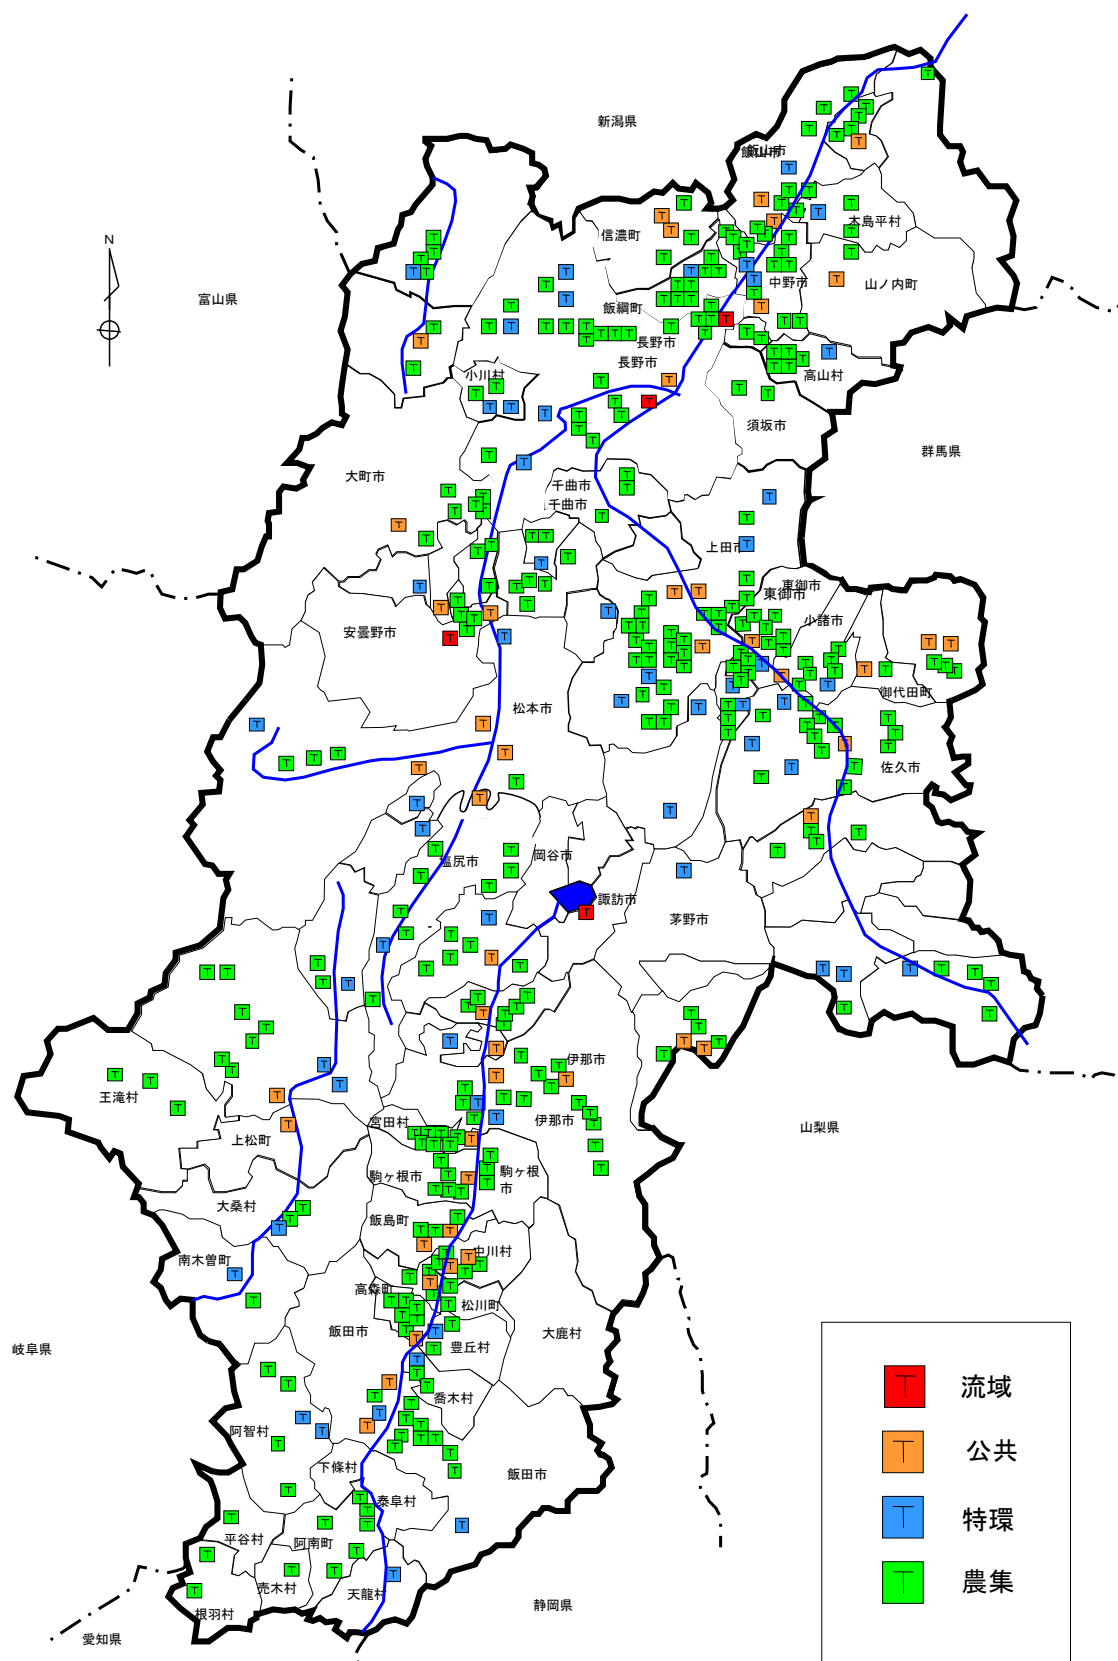 新潟県
飯山市
飯山市
N
信濃町
木島平村
富山県
飯綱町
中野市
山ノ内町
長野市
長野市
小川村
高山村
須坂市
群馬県
大町市
千曲市
千曲市
上田市
東御市
東御市
小諸市
安曇野市
御代田町
松本市
佐久市
塩尻市
岡谷市
諏訪市
茅野市
伊那市
王滝村
宮田村
伊那市
山梨県
上松町
駒ヶ根市
駒ヶ根
市
大桑村
飯島町
中川村
南木曽町
高森町
松川町
飯田市
大鹿村
岐阜県
豊丘村
喬木村
阿智村
下條村
飯田市
泰阜村
平谷村
阿南町
売木村
天龍村
根羽村
静岡県
愛知県
T 流域
T 公共
T 特環
T 農集